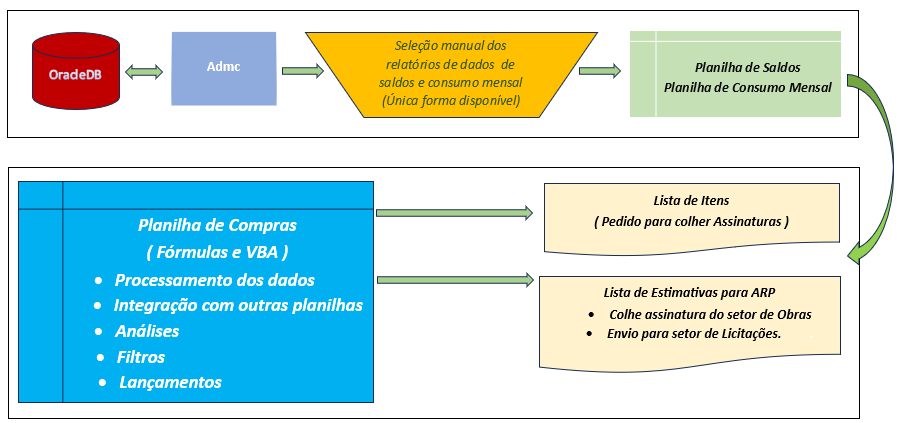 OracleDB
Admc
Seleção manual dos
relatórios de dados de
saldos e consumo mensal
(Única forma disponível)
Planilha de Saldos
Planilha de Consumo Mensal
Planilha de Compras
( Fórmulas e VBA )
• Processamento dos dados
• Integração com outras planilhas
• Análises
• Filtros
• Lançamentos
Lista de Itens
( Pedido para colher Assinaturas )
Lista de Estimativas para ARP
• Colhe assinatura do setor de Obras
• Envio para setor de Licitações.